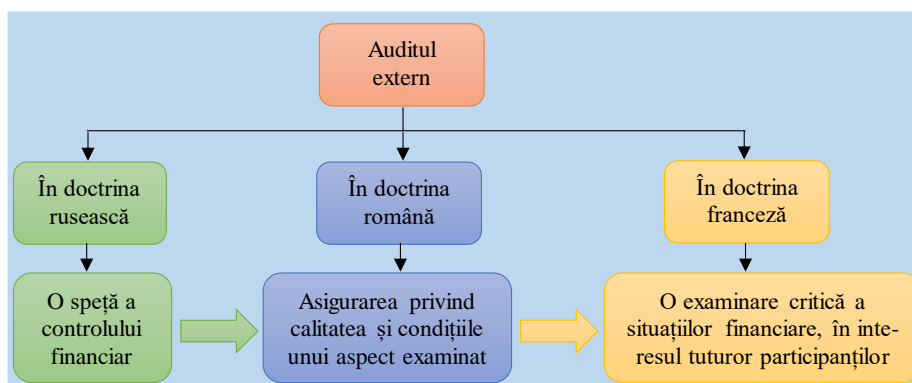 Auditul
extern
În doctrina
rusească
În doctrina
română
În doctrina
franceză
O speță a
controlului
financiar
Asigurarea privind
calitatea și condițiile
unui aspect examinat
O examinare critică a
situațiilor financiare, în inte-
resul tuturor participanților